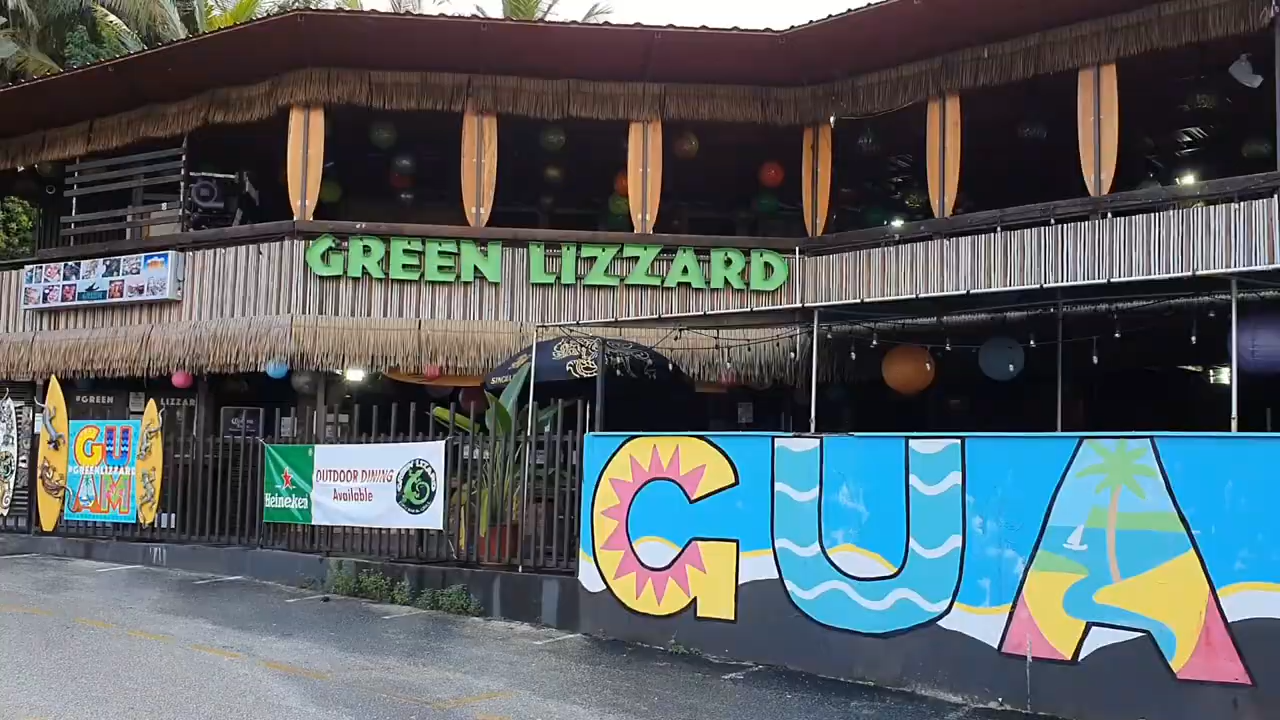 GREEN LIZZARD
#GREEN LIZZARD
GU
#GREENLIZZARD
AM
Heineken
OUTDOOR DINING
Available
GUA